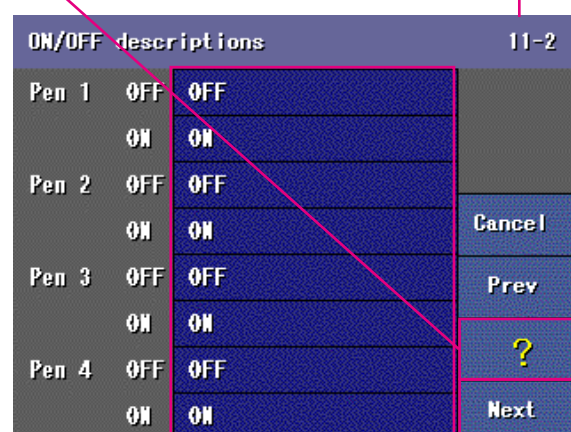 ON/OFF descriptions 11-2
Pen 1 OFF OFF
ON ON
Pen 2 OFF OFF
ON ON
Cancel
Pen 3 OFF OFF
Prev
ON ON
?
Pen 4 OFF OFF
ON ON
Next